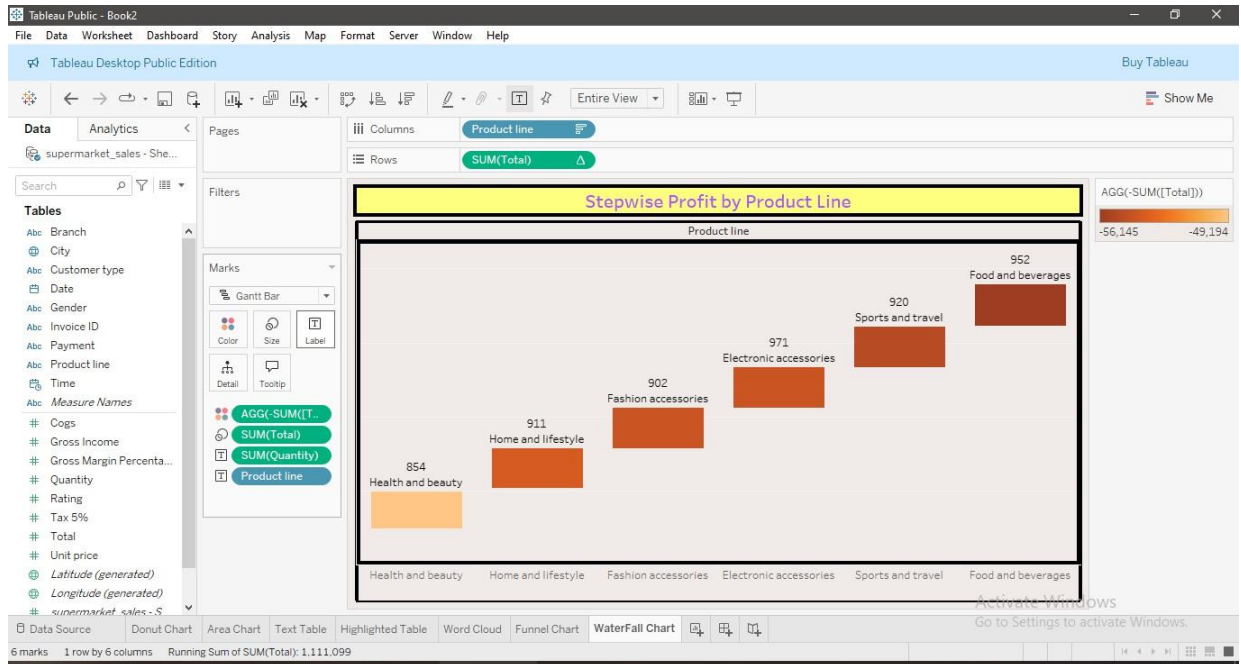 Tableau Public - Book2
File Data Worksheet Dashboard Story Analysis Map Format Server Window Help
Tableau Desktop Public Edition
Buy Tableau
Entire View
Show Me
Data Analytics
supermarket_sales - She...
Search
Tables
Abc Branch
City
Abc Customer type
Date
Abc Gender
Abc Invoice ID
Abc Payment
Abc Product line
Time
Abc Measure Names
# Cogs
# Gross Income
# Gross Margin Percenta...
# Quantity
# Rating
# Tax 5%
# Total
# Unit price
Latitude (generated)
Longitude (generated)
# supermarket_sales - S
Pages
Filters
Marks
Gantt Bar
Color Size Label
Detail Tooltip
AGG(-SUM([T..
SUM(Total)
SUM(Quantity)
Product line
Columns Product line
Rows SUM(Total) Δ
Stepwise Profit by Product Line
Product line
952
Food and beverages
920
Sports and travel
971
Electronic accessories
902
Fashion accessories
911
Home and lifestyle
854
Health and beauty
Health and beauty Home and lifestyle Fashion accessories Electronic accessories Sports and travel Food and beverages
AGG(-SUM([Total]))
-56,145 -49,194
Activate Windows
Go to Settings to activate Windows.
Data Source Donut Chart Area Chart Text Table Highlighted Table Word Cloud Funnel Chart WaterFall Chart
6 marks 1 row by 6 columns Running Sum of SUM(Total): 1,111,099